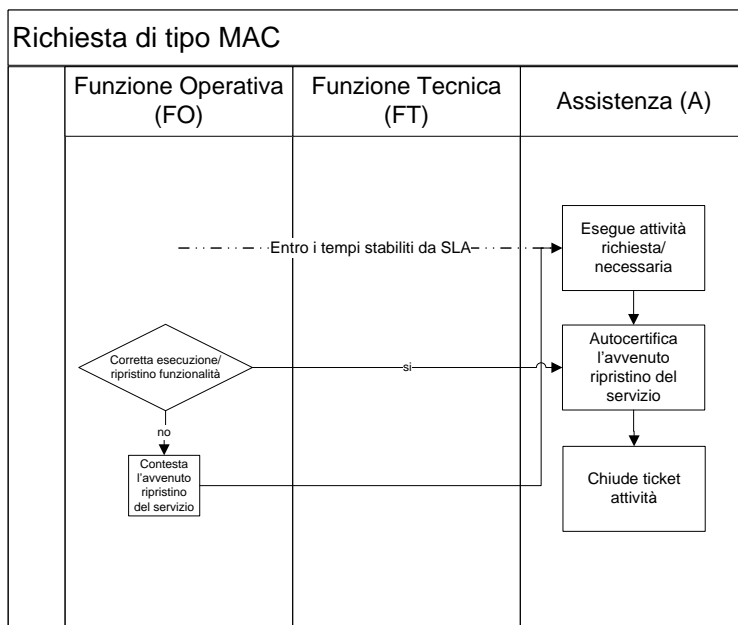 Richiesta di tipo MAC
Funzione Operativa
(FO)
Funzione Tecnica
(FT)
Assistenza (A)
Entro i tempi stabiliti da SLA
Esegue attività
richiesta/
necessaria
Corretta esecuzione/
ripristino funzionalità
si
Autocertifica
l’avvenuto
ripristino del
servizio
no
Contesta
l’avvenuto
ripristino
del servizio
Chiude ticket
attività